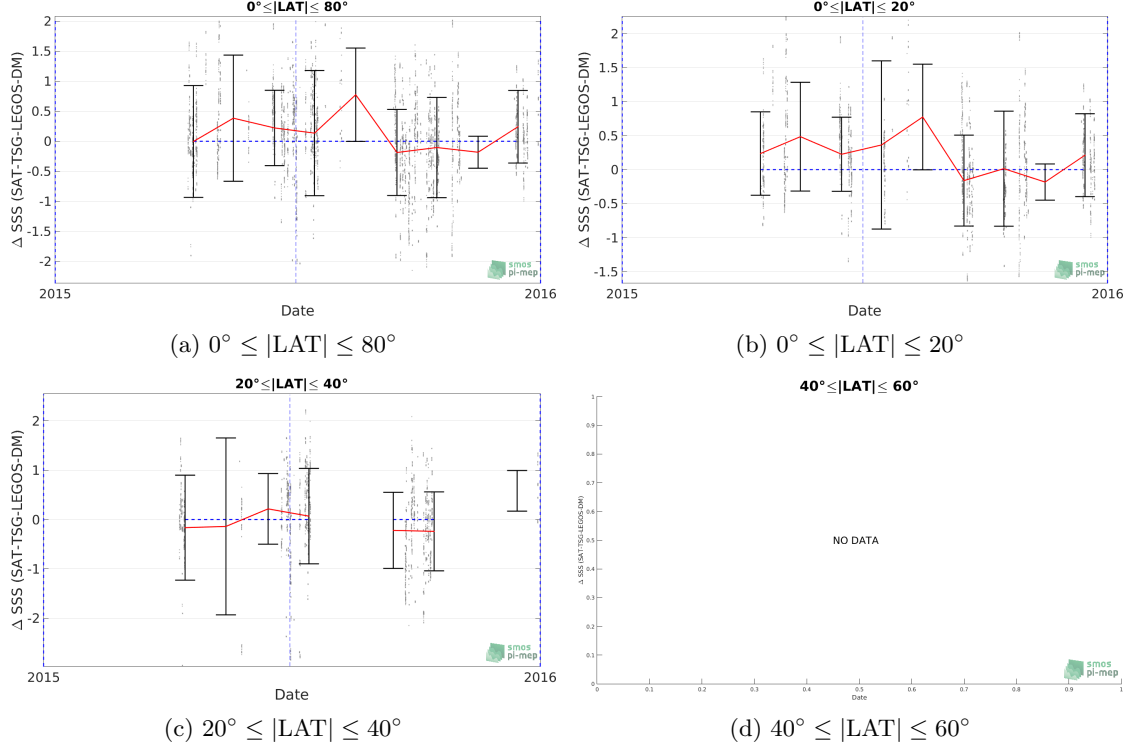 0°≤|LAT|≤ 80°
Δ SSS (SAT-TSG-LEGOS-DM)
2
1.5
1
0.5
0
-0.5
-1
-1.5
-2
2015
2016
Date
smos
pi-mep
(a) 0° ≤ |LAT| ≤ 80°
0°≤|LAT|≤ 20°
Δ SSS (SAT-TSG-LEGOS-DM)
2
1.5
1
0.5
0
-0.5
-1
-1.5
2015
2016
Date
smos
pi-mep
(b) 0° ≤ |LAT| ≤ 20°
20°≤|LAT|≤ 40°
Δ SSS (SAT-TSG-LEGOS-DM)
2
1
0
-1
-2
2015
2016
Date
smos
pi-mep
(c) 20° ≤ |LAT| ≤ 40°
40°≤|LAT|≤ 60°
Δ SSS (SAT-TSG-LEGOS-DM)
1
0.9
0.8
0.7
0.6
0.5
0.4
0.3
0.2
0.1
0
NO DATA
0 0.1 0.2 0.3 0.4 0.5 0.6 0.7 0.8 0.9 1
Date
smos
pi-mep
(d) 40° ≤ |LAT| ≤ 60°